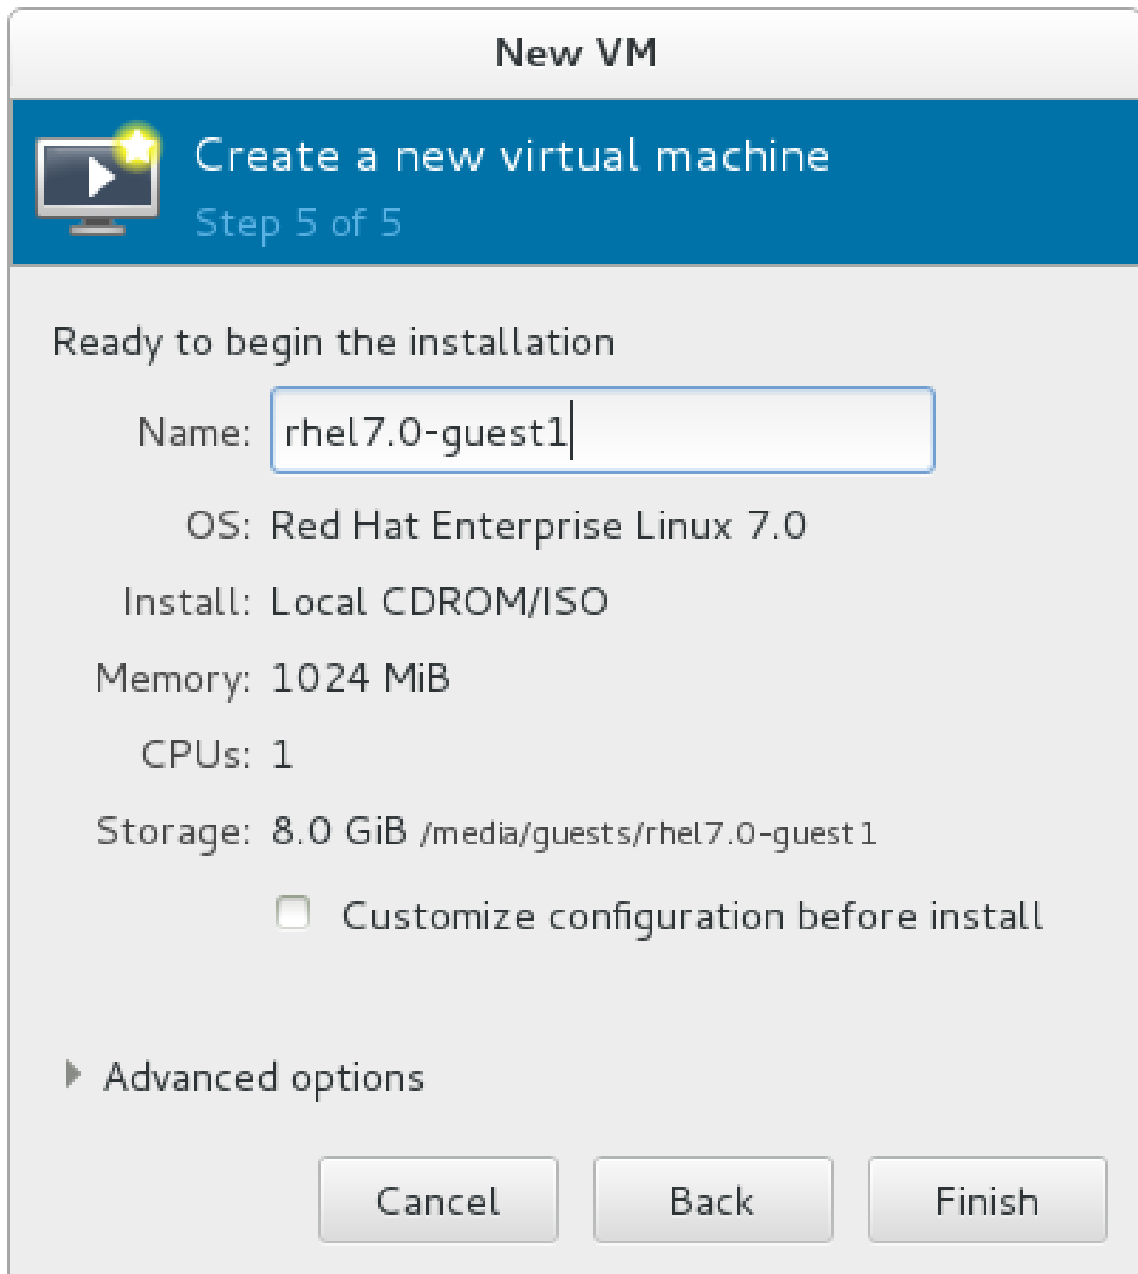 New VM
Create a new virtual machine
Step 5 of 5
Ready to begin the installation
Name: rhel7.0-guest1
OS: Red Hat Enterprise Linux 7.0
Install: Local CDROM/ISO
Memory: 1024 MiB
CPUs: 1
Storage: 8.0 GiB /media/guests/rhel7.0-guest1
Customize configuration before install
Advanced options
Cancel Back Finish